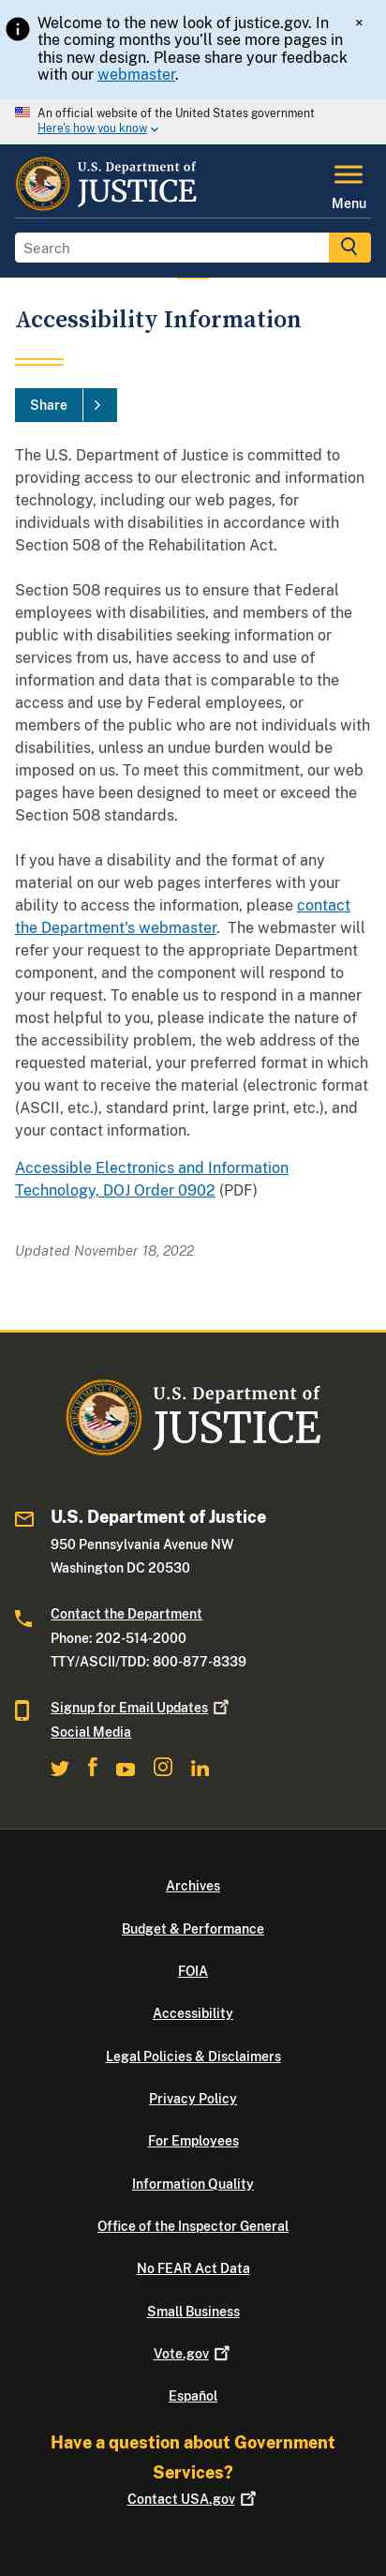 Welcome to the new look of justice.gov. In
the coming months you'll see more pages in
this new design. Please share your feedback
with our webmaster.
×
An official website of the United States government
Here's how you know
U.S. Department of
JUSTICE
Menu
Search
Accessibility Information
Share
The U.S. Department of Justice is committed to
providing access to our electronic and information
technology, including our web pages, for
individuals with disabilities in accordance with
Section 508 of the Rehabilitation Act.
Section 508 requires us to ensure that Federal
employees with disabilities, and members of the
public with disabilities seeking information or
services from us, have access to and use of
information and data that is comparable to the
access and use by Federal employees, or
members of the public who are not individuals with
disabilities, unless an undue burden would be
imposed on us. To meet this commitment, our web
pages have been designed to meet or exceed the
Section 508 standards.
If you have a disability and the format of any
material on our web pages interferes with your
ability to access the information, please contact
the Department's webmaster.  The webmaster will
refer your request to the appropriate Department
component, and the component will respond to
your request. To enable us to respond in a manner
most helpful to you, please indicate the nature of
the accessibility problem, the web address of the
requested material, your preferred format in which
you want to receive the material (electronic format
(ASCII, etc.), standard print, large print, etc.), and
your contact information.
Accessible Electronics and Information
Technology, DOJ Order 0902 (PDF)
Updated November 18, 2022
U.S. Department of
JUSTICE
U.S. Department of Justice
950 Pennsylvania Avenue NW
Washington DC 20530
Contact the Department
Phone: 202-514-2000
TTY/ASCII/TDD: 800-877-8339
Signup for Email Updates
Social Media
Archives
Budget & Performance
FOIA
Accessibility
Legal Policies & Disclaimers
Privacy Policy
For Employees
Information Quality
Office of the Inspector General
No FEAR Act Data
Small Business
Vote.gov
Español
Have a question about Government
Services?
Contact USA.gov